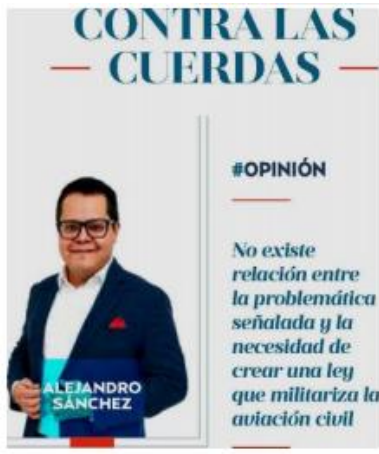 CONTRA LAS
CUERDAS
#OPINIÓN
No existe
relación entre
la problemática
señalada y la
necesidad de
crear una ley
que militariza la
aviación civil
ALEJANDRO
SÁNCHEZ